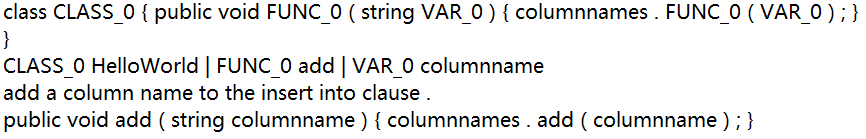 class CLASS_0 { public void FUNC_0 ( string VAR_0 ) { columnnames . FUNC_0 ( VAR_0 ) ; }
}
CLASS_0 HelloWorld | FUNC_0 add | VAR_0 columnname
add a column name to the insert into clause .
public void add ( string columnname ) { columnnames . add ( columnname ) ; }